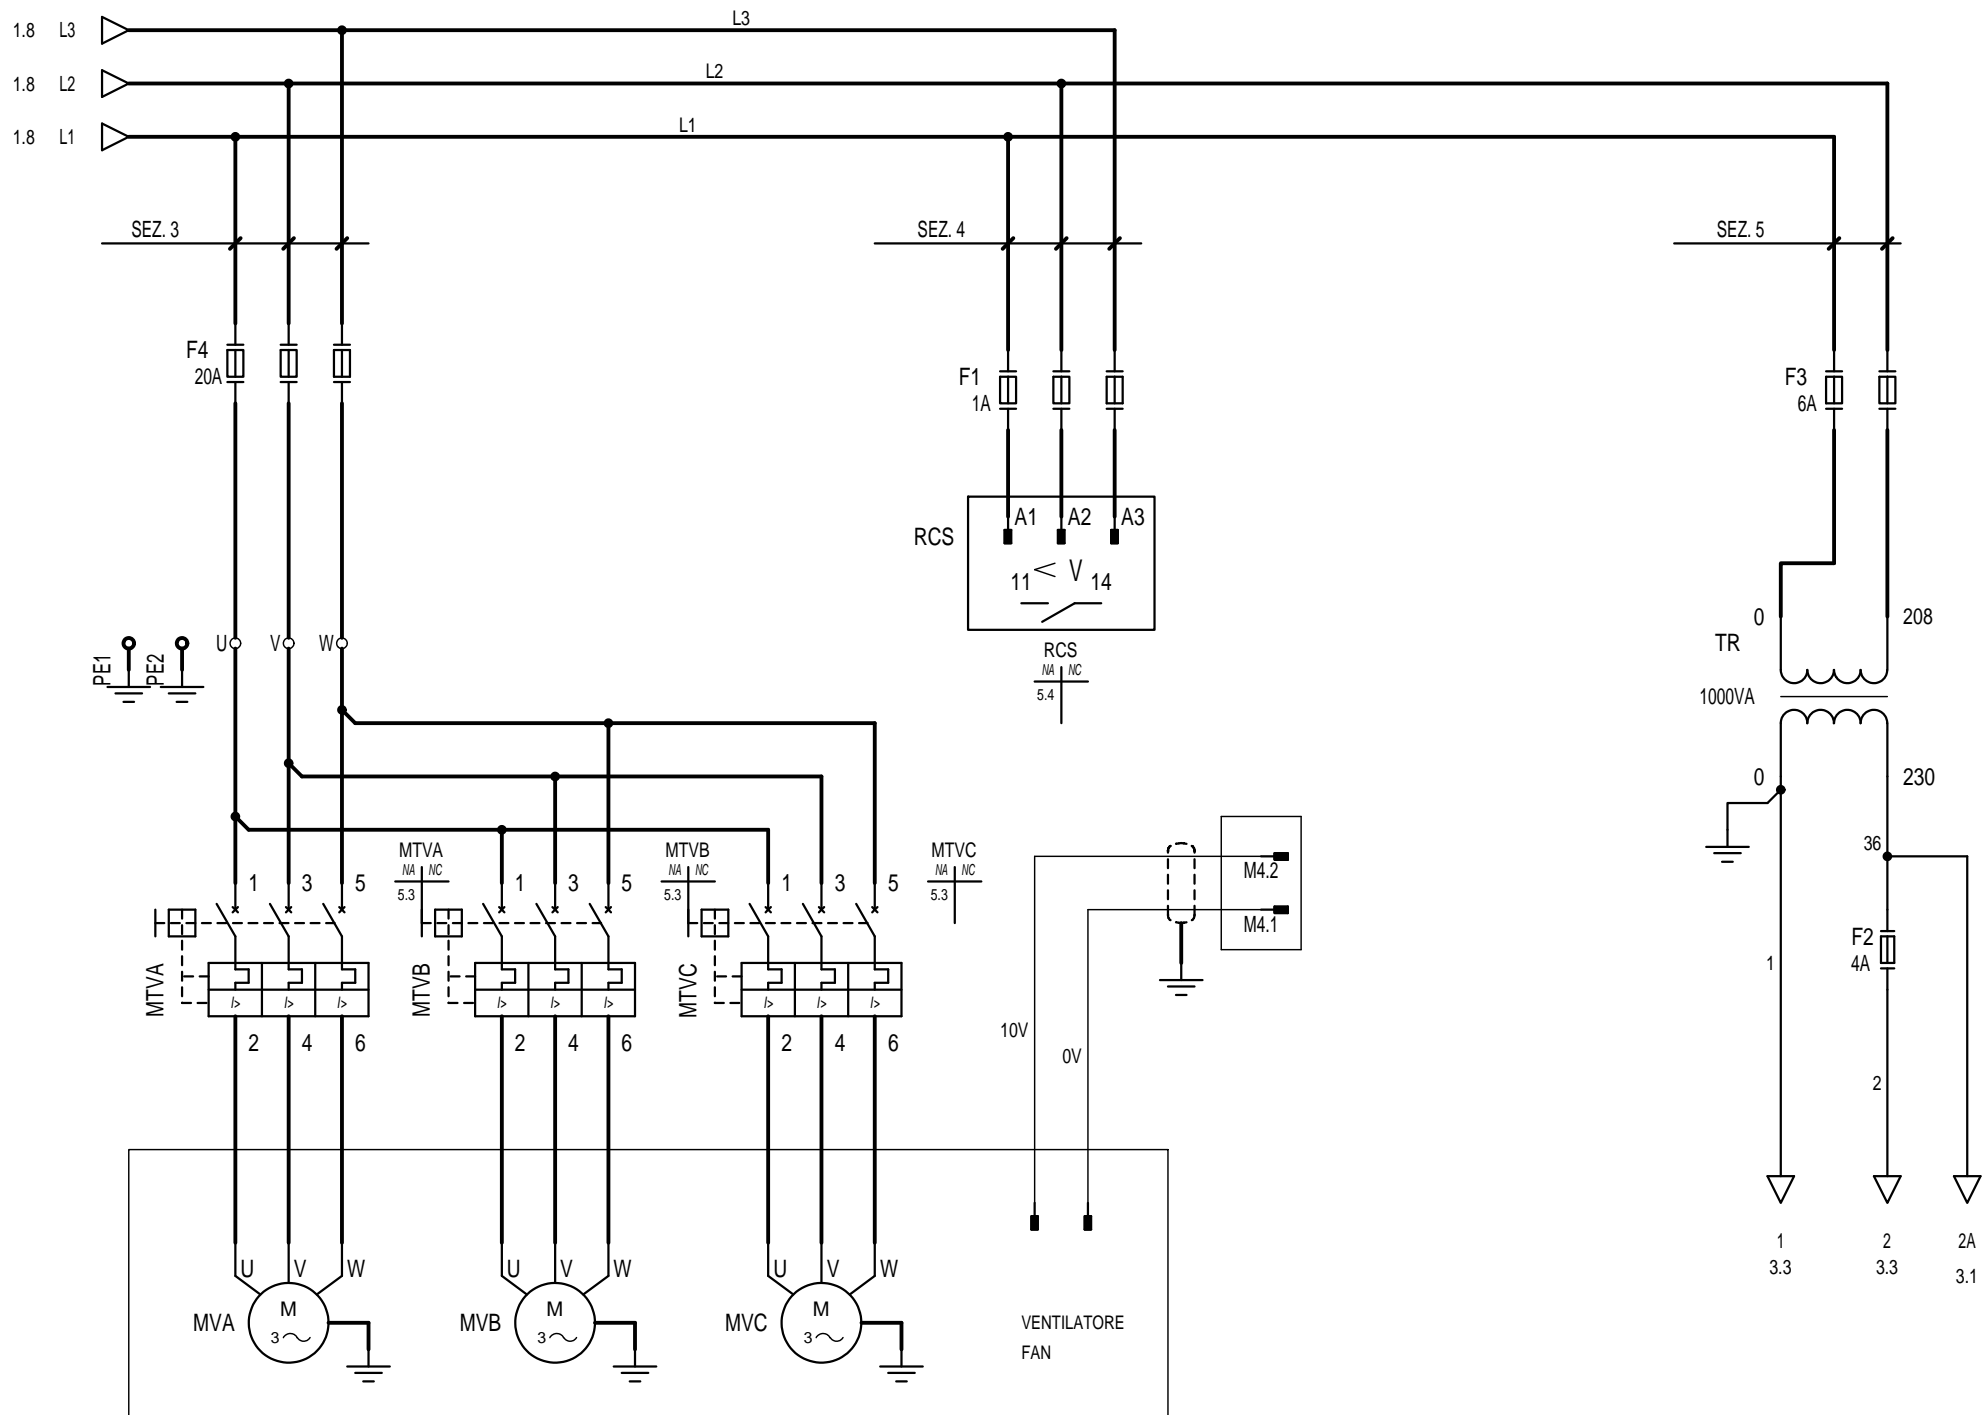 1.8 L3 L3
1.8 L2 L2
1.8 L1 L1
SEZ. 3 SEZ. 4 SEZ. 5
F4
20A
F1
1A
F3
6A
A1 A2 A3
RCS
< V
11 14
RCS
NA NC
5.4
0 208
TR
1000VA
0 230
PE1 PE2 U V W
36
F2
4A
1
2
MTVA
NA NC
5.3
MTVB
NA NC
5.3
MTVC
NA NC
5.3
1 3 5 1 3 5 1 3 5
MTVA MTVB MTVC
I> I> I> I> I> I> I> I> I>
2 4 6 2 4 6 2 4 6
M4.2
M4.1
10V
0V
U V W U V W U V W
MVA M 3 MVB M 3 MVC M 3
VENTILATORE
FAN
1 2 2A
3.3 3.3 3.1